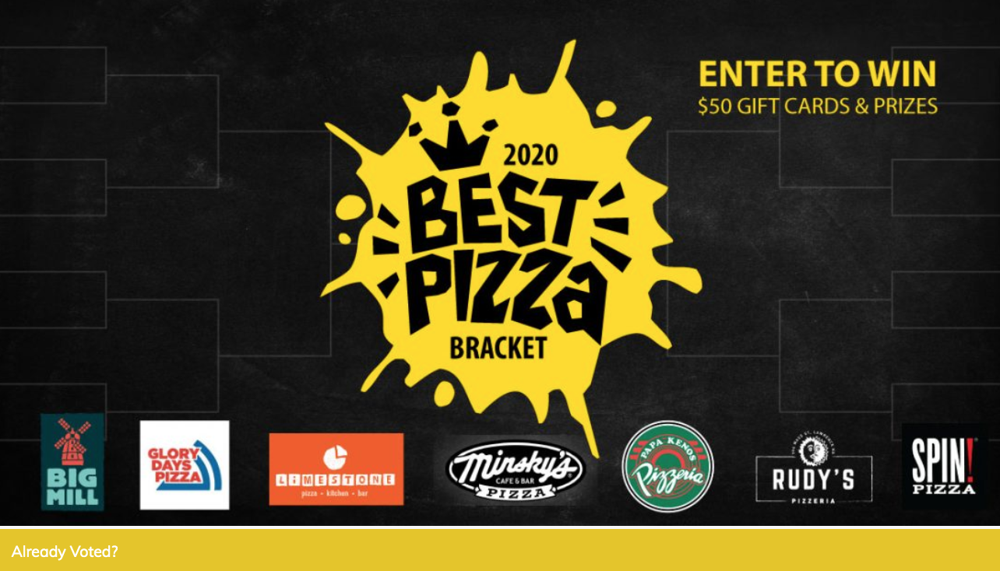 ENTER TO WIN
$50 GIFT CARDS & PRIZES
2020
BEST
PIZZA
BRACKET
BIG
MILL
GLORY
DAYS
PIZZA
LIMESTONE
pizza • kitchen • bar
Minsky's
CAFE & BAR
PIZZA
PAPA KENOS
Pizzeria
RUDY'S
PIZZERIA
SPIN!
PIZZA
Already Voted?